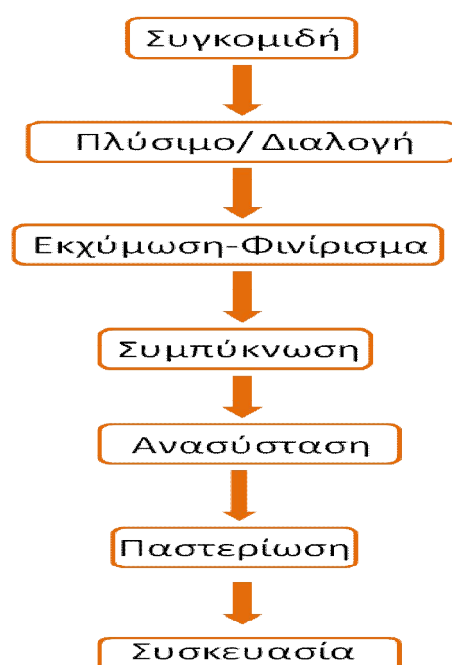 Συγκομιδή
Πλύσιμο/ Διαλογή
Εκχύμωση-Φινίρισμα
Συμπύκνωση
Ανασύσταση
Παστερίωση
Συσκευασία